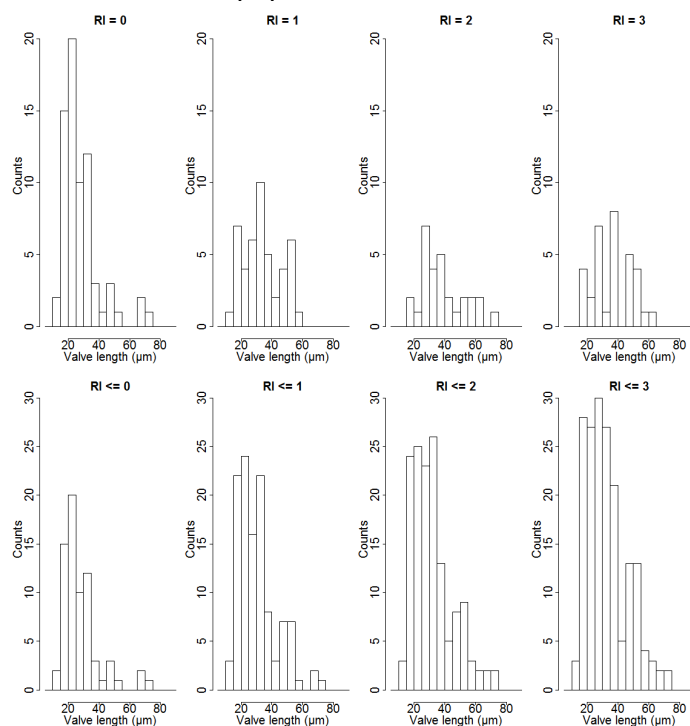 RI = 0 RI = 1 RI = 2 RI = 3
Counts Counts Counts Counts
0 5 10 15 20 0 5 10 15 20 0 5 10 15 20 0 5 10 15 20
20 40 60 80 20 40 60 80 20 40 60 80 20 40 60 80
Valve length (µm) Valve length (µm) Valve length (µm) Valve length (µm)
RI <= 0 RI <= 1 RI <= 2 RI <= 3
Counts Counts Counts Counts
0 5 10 15 20 25 30 0 5 10 15 20 25 30 0 5 10 15 20 25 30 0 5 10 15 20 25 30
20 40 60 80 20 40 60 80 20 40 60 80 20 40 60 80
Valve length (µm) Valve length (µm) Valve length (µm) Valve length (µm)